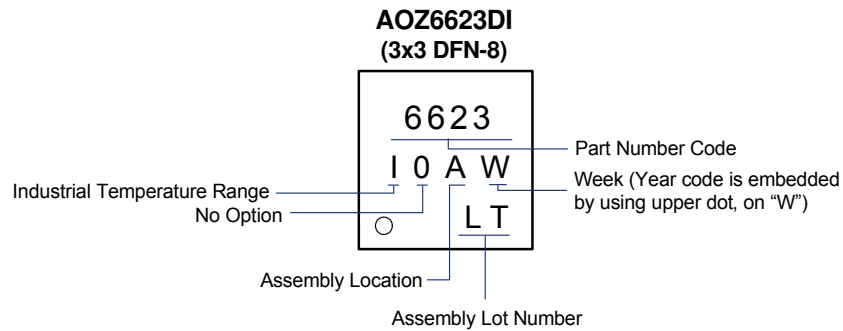 AOZ6623DI
(3x3 DFN-8)
6623
Part Number Code
I 0 A W
Week (Year code is embedded
by using upper dot, on “W”)
Industrial Temperature Range
No Option
L T
Assembly Location
Assembly Lot Number